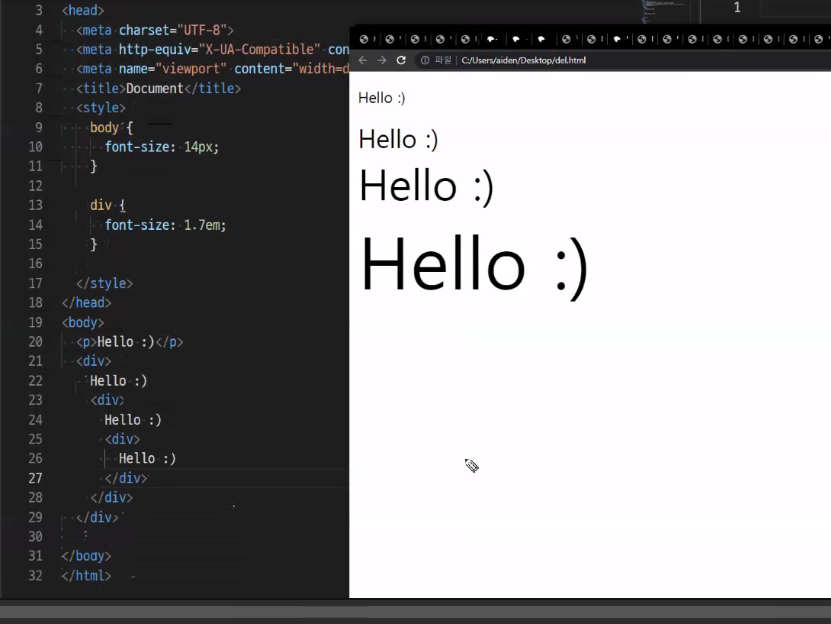 3 <head>
4 <meta charset="UTF-8">
5 <meta http-equiv="X-UA-Compatible" con
6 <meta name="viewport" content="width=d
7 <title>Document</title>
8 <style>
9 body {
10 font-size: 14px;
11 }
12
13 div {
14 font-size: 1.7em;
15 }
16
17 </style>
18 </head>
19 <body>
20 <p>Hello :)</p>
21 <div>
22 Hello :)
23 <div>
24 Hello :)
25 <div>
26 Hello :)
27 </div>
28 </div>
29 </div>
30
31 </body>
32 </html>
1
파일 C:/Users/aiden/Desktop/del.html
Hello :)
Hello :)
Hello :)
Hello :)